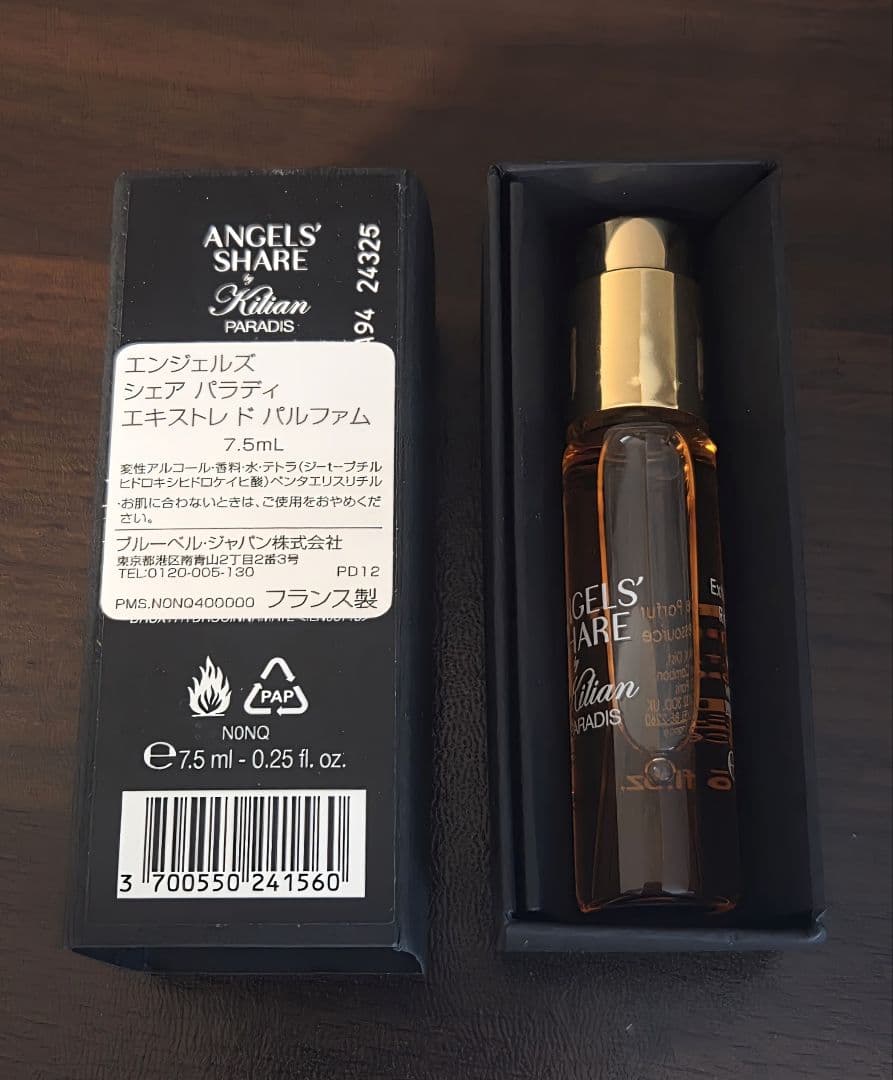 ANGELS'
SHARE
by
Kilian
PARADIS
A94 24325
エンジェルズ
シェア パラディ
エキストレ ド パルファム
7.5mL
変性アルコール・香料・水・テトラ(ジーtーブチル
ヒドロキシヒドロケイヒ酸)ペンタエリスリチル
・お肌に合わないときは、ご使用をおやめくだ
さい。
ブルーベル・ジャパン株式会社
東京都港区南青山2丁目2番3号
TEL:0120-005-130 PD12
PMS.N0NQ400000 フランス製
PAP
N0NQ
℮7.5 ml - 0.25 fl. oz.
3 700550 241560
ANGELS'
SHARE
by
Kilian
PARADIS